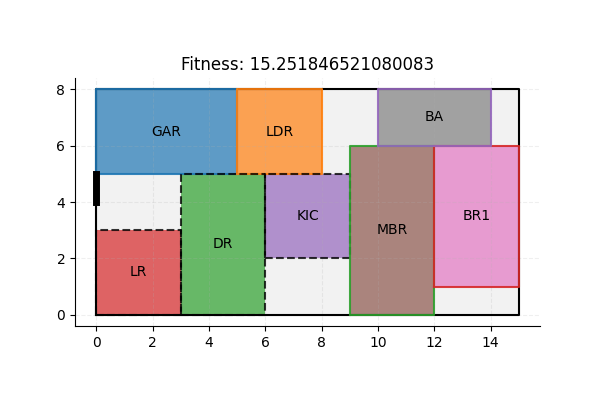 Fitness: 15.251846521080083
8
6
4
2
0
GAR
LDR
BA
LR
DR
KIC
MBR
BR1
0
2
4
6
8
10
12
14